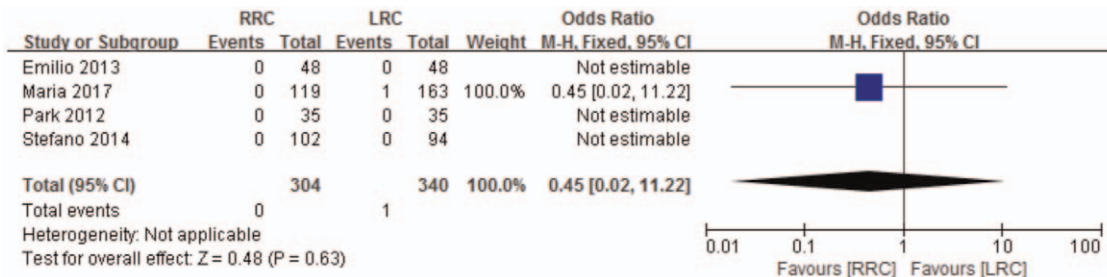 RRC LRC Odds Ratio Odds Ratio
Study or Subgroup Events Total Events Total Weight M-H, Fixed, 95% CI M-H, Fixed, 95% CI
Emilio 2013 0 48 0 48 Not estimable
Maria 2017 0 119 1 163 100.0% 0.45 [0.02, 11.22]
Park 2012 0 35 0 35 Not estimable
Stefano 2014 0 102 0 94 Not estimable
Total (95% CI) 304 340 100.0% 0.45 [0.02, 11.22]
Total events 0 1
Heterogeneity: Not applicable
Test for overall effect: Z = 0.48 (P = 0.63)
0.01 0.1 1 10 100
Favours [RRC] Favours [LRC]